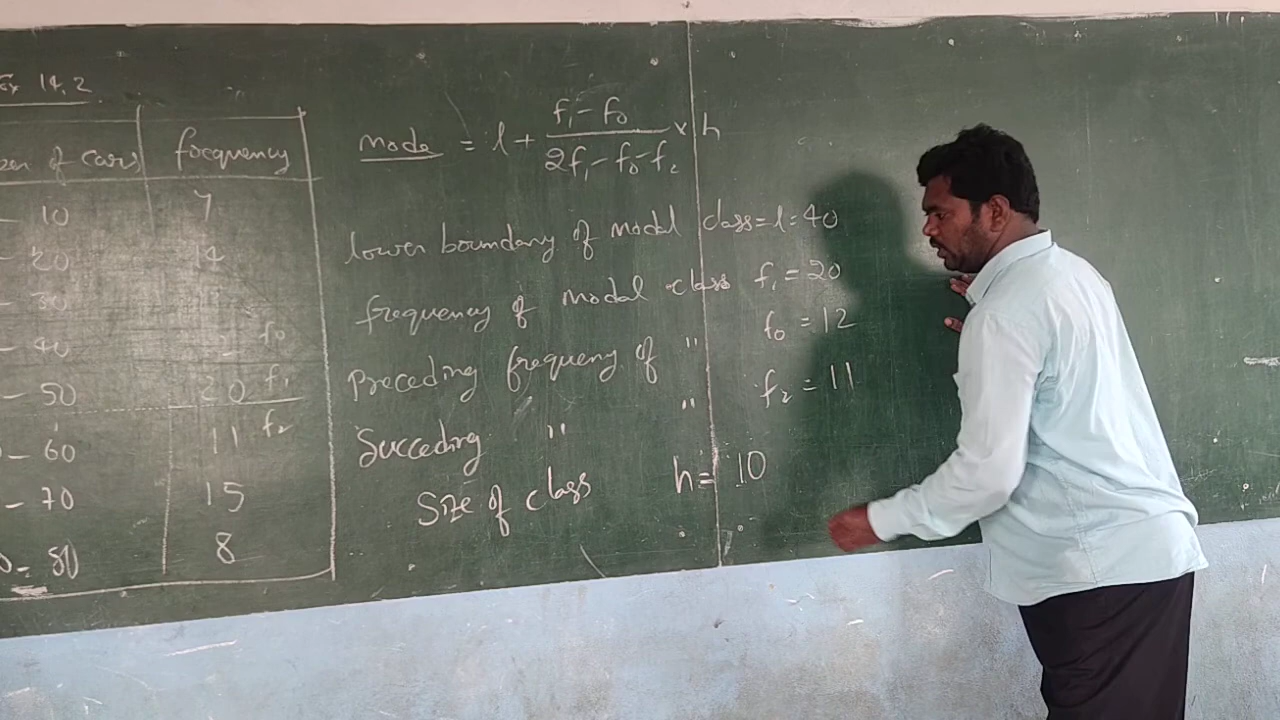 Ex 14.2
of cars frequency
- 10 7
- 20 14
- 30
- 40 f₀
- 50 20 f₁
- 60 11 f₂
- 70 15
- 80 8
mode = l + f₁ - f₀ / 2f₁ - f₀ - f₂ × h
lower boundary of modal class = l = 40
frequency of modal class f₁ = 20
Preceding frequency of " f₀ = 12
Succeding " " f₂ = 11
Size of class h = 10